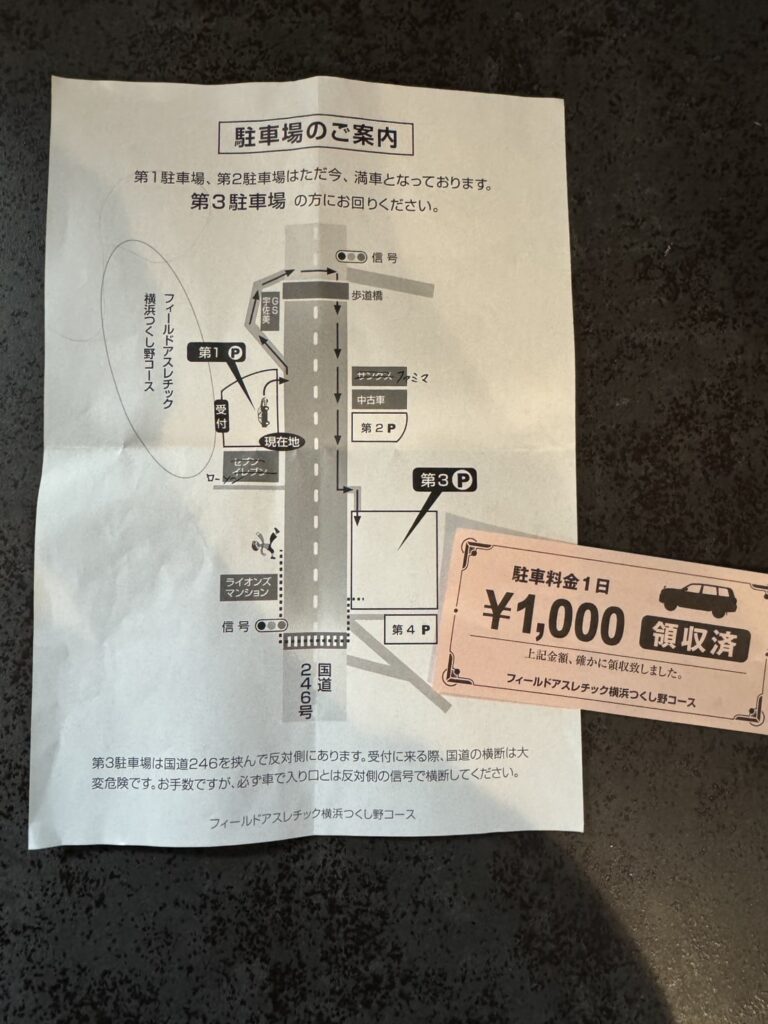 駐車場のご案内
第1駐車場、第2駐車場はただ今、満車となっております。
第3駐車場 の方にお回りください。
信号
歩道橋
GS
宇佐美
フィールドアスレチック
横浜つくし野コース
第1 P
サンクス ファミマ
中古車
受付
第2 P
現在地
セブン
イレブン
第3 P
ライオンズ
マンション
信号
第4 P
国道
246号
第3駐車場は国道246を挟んで反対側にあります。受付に来る際、国道の横断は大
変危険です。お手数ですが、必ず車で入り口とは反対側の信号で横断してください。
フィールドアスレチック横浜つくし野コース
駐車料金1日
¥1,000 領収済
上記金額、確かに領収致しました。
フィールドアスレチック横浜つくし野コース